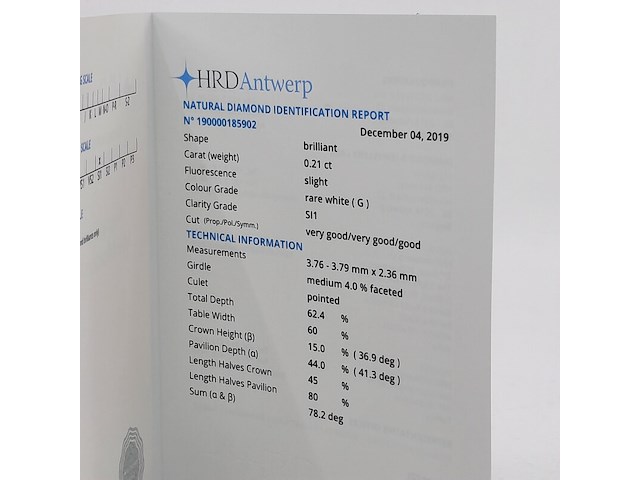 HRDAntwerp
NATURAL DIAMOND IDENTIFICATION REPORT
N° 190000185902 December 04, 2019
Shape brilliant
Carat (weight) 0.21 ct
Fluorescence slight
Colour Grade rare white ( G )
Clarity Grade SI1
Cut (Prop./Pol./Symm.) very good/very good/good
TECHNICAL INFORMATION
Measurements 3.76 - 3.79 mm x 2.36 mm
Girdle medium 4.0 % faceted
Culet pointed
Total Depth 62.4 %
Table Width 60 %
Crown Height (β) 15.0 % ( 36.9 deg )
Pavilion Depth (α) 44.0 % ( 41.3 deg )
Length Halves Crown 45 %
Length Halves Pavilion 80 %
Sum (α & β) 78.2 deg
SCALE
SCALE